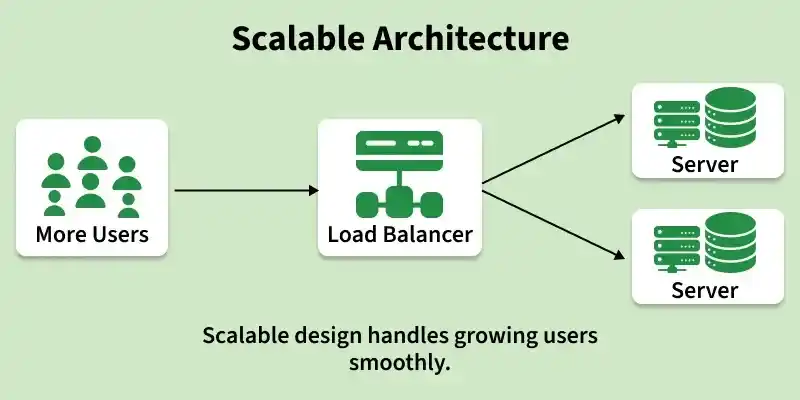 Scalable Architecture
More Users
Load Balancer
Server
Server
Scalable design handles growing users
smoothly.